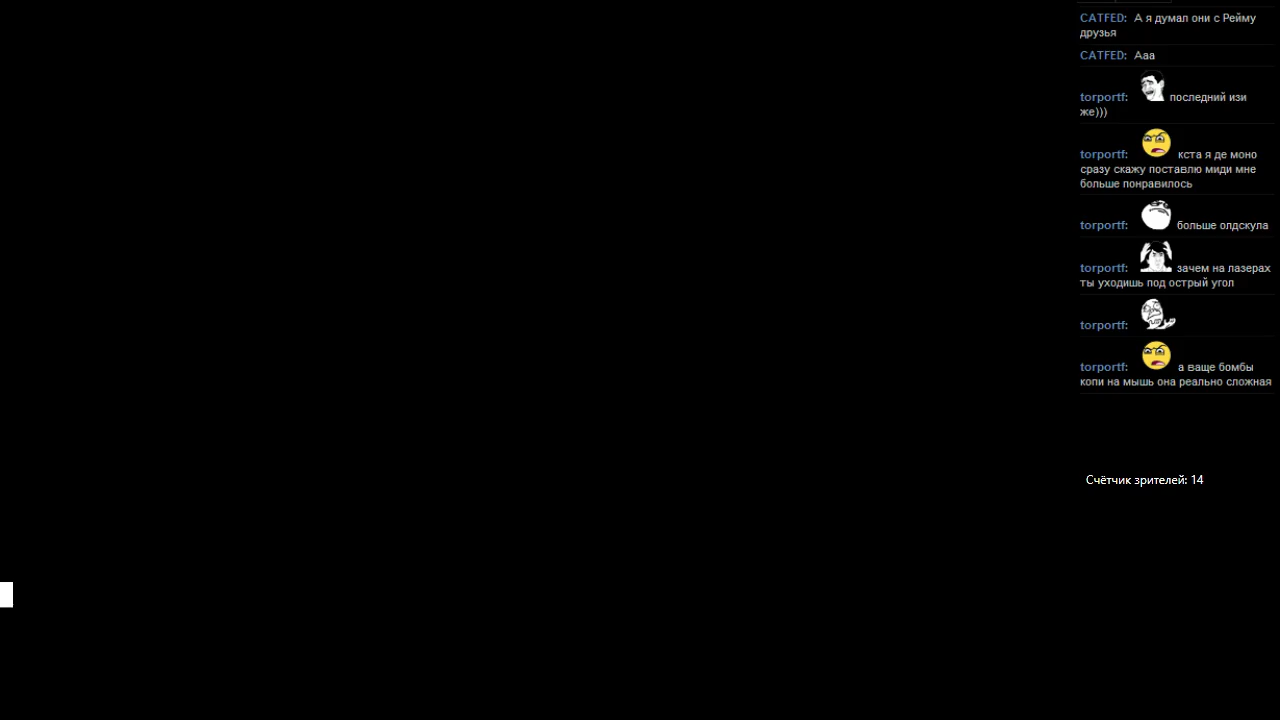 CATFED: А я думал они с Рейму
друзья
CATFED: Ааа
torportf: последний изи
же)))
torportf: кста я де моно
сразу скажу поставлю миди мне
больше понравилось
torportf: больше олдскула
torportf: зачем на лазерах
ты уходишь под острый угол
torportf:
torportf: а ваще бомбы
копи на мышь она реально сложная
Счётчик зрителей: 14